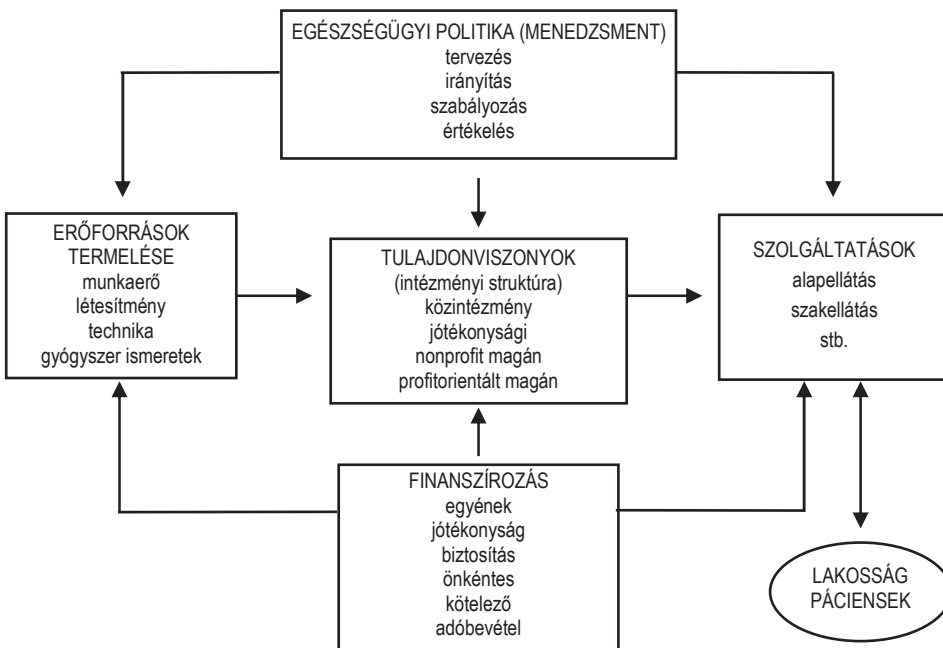 EGÉSZSÉGÜGYI POLITIKA (MENEDZSMENT)
tervezés
irányítás
szabályozás
értékelés
ERŐFORRÁSOK
TERMELÉSE
munkaerő
létesítmény
technika
gyógyszer ismeretek
TULAJDONVISZONYOK
(intézményi struktúra)
közintézmény
jótékonysági
nonprofit magán
profitorientált magán
SZOLGÁLTATÁSOK
alapellátás
szakellátás
stb.
FINANSZÍROZÁS
egyének
jótékonyság
biztosítás
önkéntes
kötelező
adóbevétel
LAKOSSÁG
PÁCIENSEK